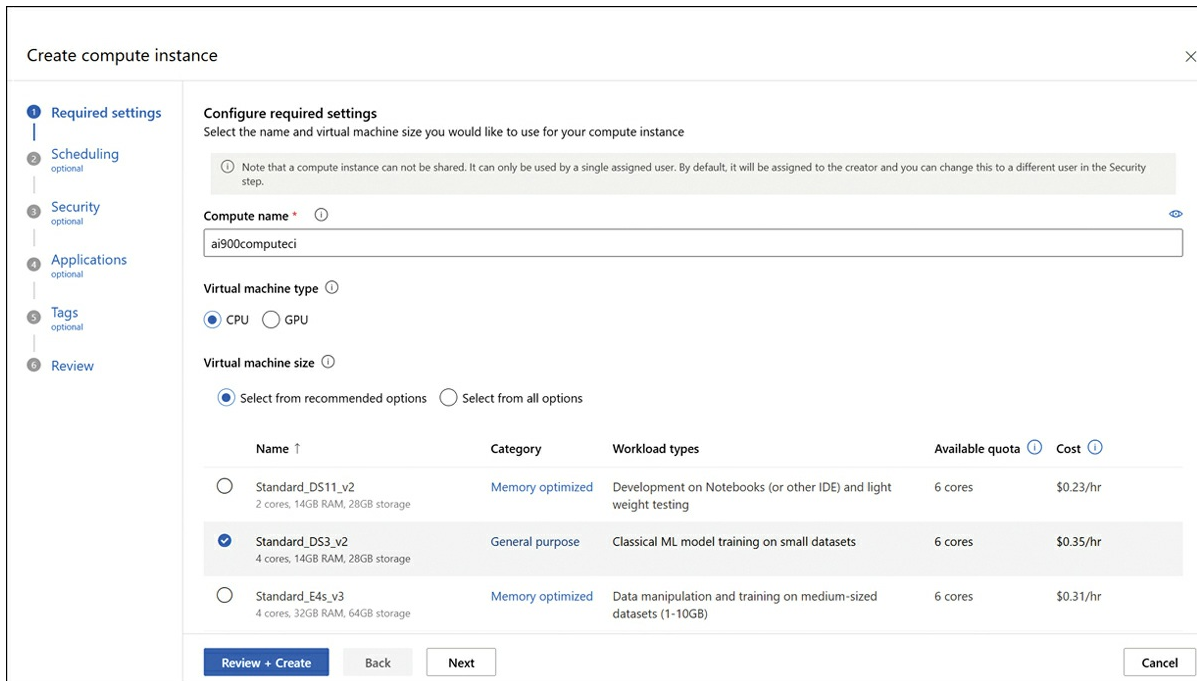 Create compute instance
1 Required settings
2 Scheduling
optional
3 Security
optional
4 Applications
optional
5 Tags
optional
6 Review
Configure required settings
Select the name and virtual machine size you would like to use for your compute instance
Note that a compute instance can not be shared. It can only be used by a single assigned user. By default, it will be assigned to the creator and you can change this to a different user in the Security
step.
Compute name *
ai900computeci
Virtual machine type
CPU GPU
Virtual machine size
Select from recommended options Select from all options
Name ↑ Category Workload types Available quota Cost
Standard_DS11_v2 Memory optimized Development on Notebooks (or other IDE) and light 6 cores $0.23/hr
2 cores, 14GB RAM, 28GB storage weight testing
Standard_DS3_v2 General purpose Classical ML model training on small datasets 6 cores $0.35/hr
4 cores, 14GB RAM, 28GB storage
Standard_E4s_v3 Memory optimized Data manipulation and training on medium-sized 6 cores $0.31/hr
4 cores, 32GB RAM, 64GB storage datasets (1-10GB)
Review + Create Back Next Cancel